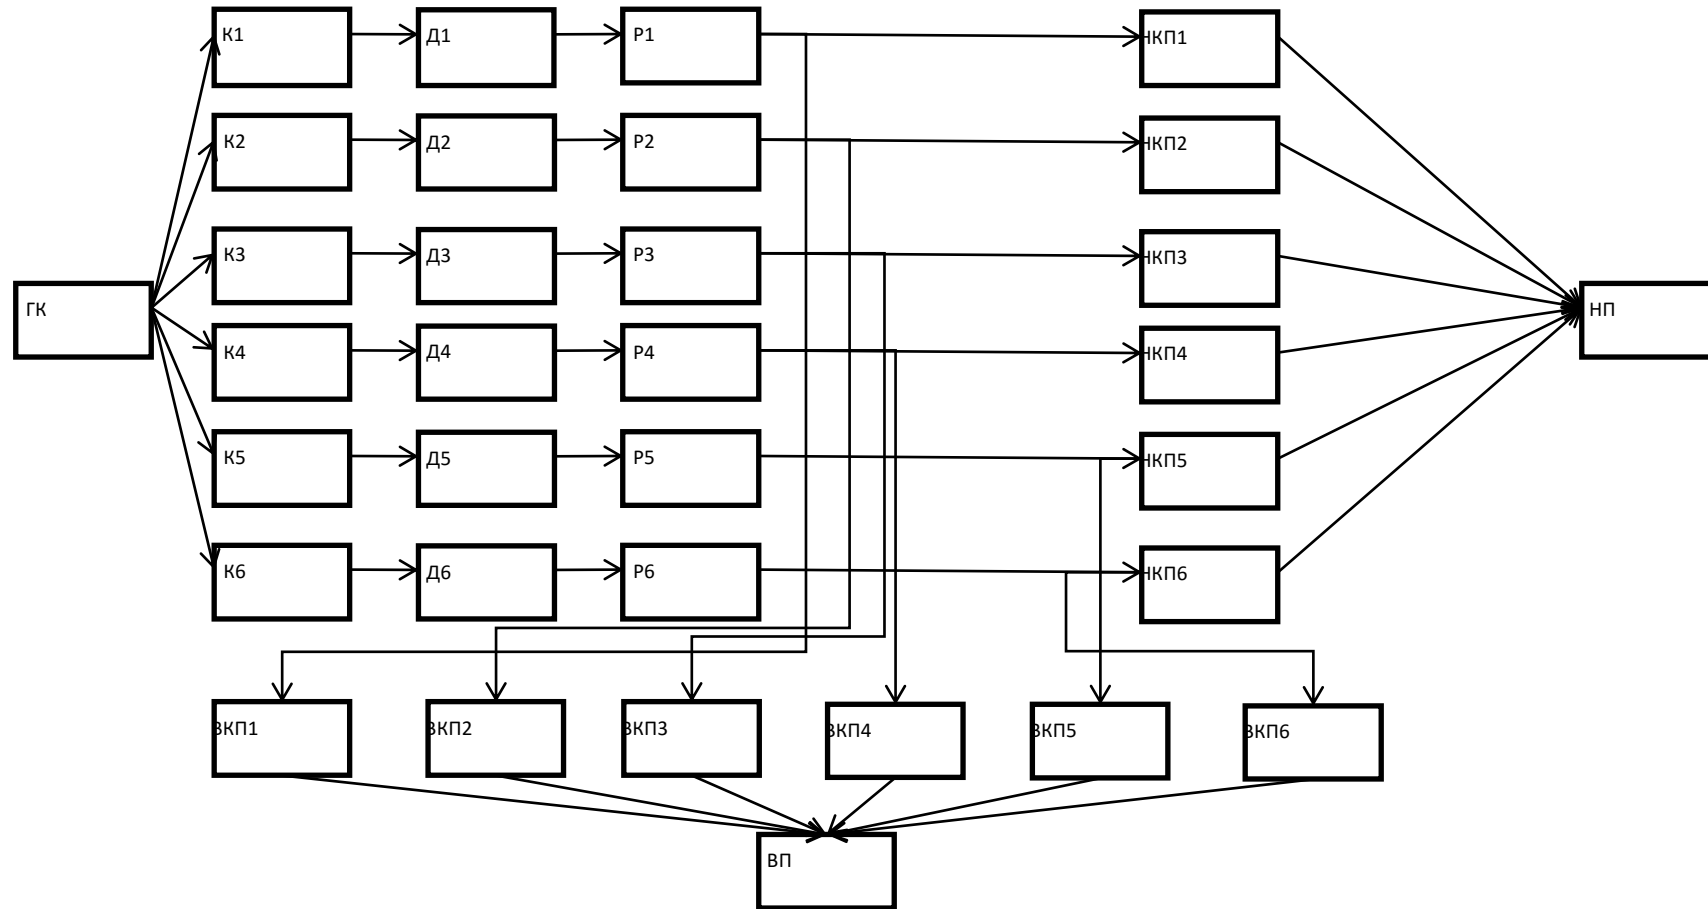 К1 Д1 Р1 НКП1
К2 Д2 Р2 НКП2
К3 Д3 Р3 НКП3
ГК НП
К4 Д4 Р4 НКП4
К5 Д5 Р5 НКП5
К6 Д6 Р6 НКП6
ВКП1 ВКП2 ВКП3 ВКП4 ВКП5 ВКП6
ВП